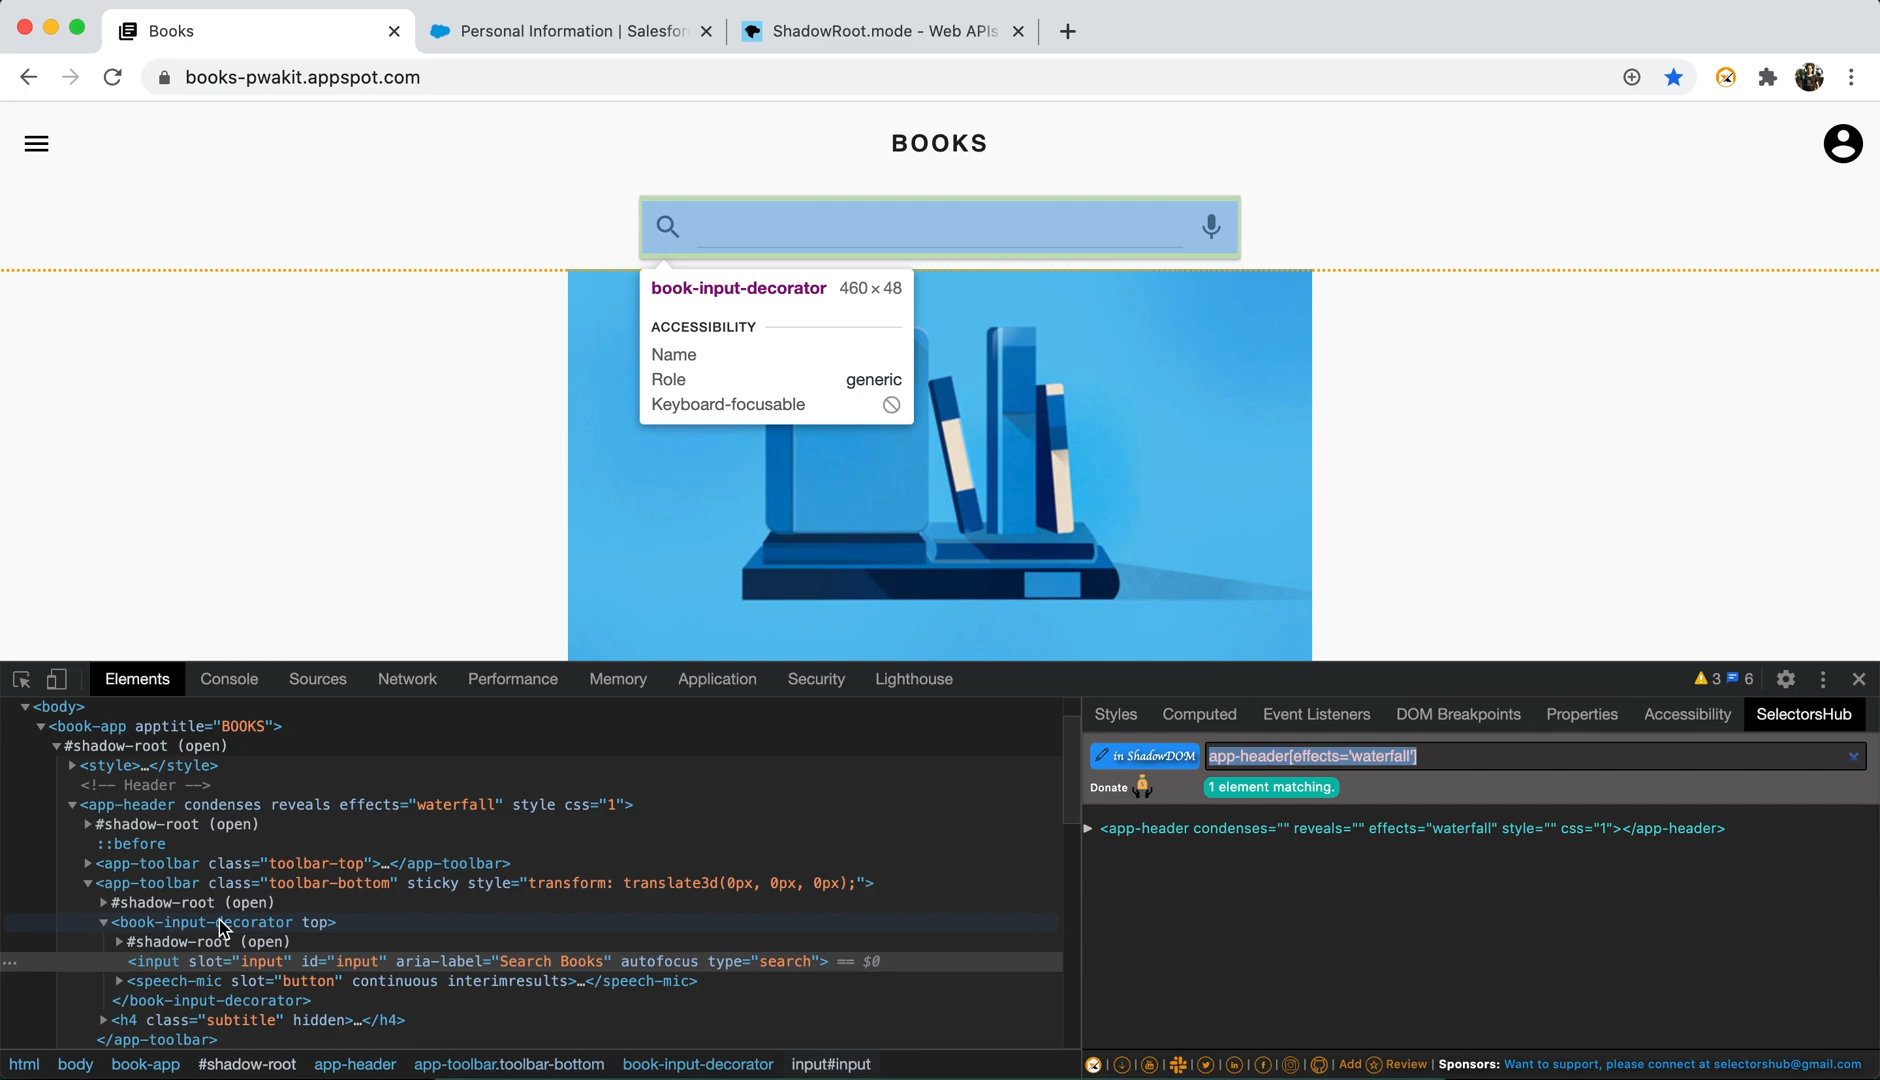 Books
Personal Information | Salesfor
ShadowRoot.mode - Web APIs
books-pwakit.appspot.com
BOOKS
book-input-decorator 460 × 48
ACCESSIBILITY
Name
Role generic
Keyboard-focusable
Elements Console Sources Network Performance Memory Application Security Lighthouse 3 6
<body>
<book-app apptitle="BOOKS">
#shadow-root (open)
<style>…</style>
<!-- Header -->
<app-header condenses reveals effects="waterfall" style css="1">
#shadow-root (open)
::before
<app-toolbar class="toolbar-top">…</app-toolbar>
<app-toolbar class="toolbar-bottom" sticky style="transform: translate3d(0px, 0px, 0px);">
#shadow-root (open)
<book-input-decorator top>
#shadow-root (open)
<input slot="input" id="input" aria-label="Search Books" autofocus type="search"> == $0
<speech-mic slot="button" continuous interimresults>…</speech-mic>
</book-input-decorator>
<h4 class="subtitle" hidden>…</h4>
</app-toolbar>
html body book-app #shadow-root app-header app-toolbar.toolbar-bottom book-input-decorator input#input
Styles Computed Event Listeners DOM Breakpoints Properties Accessibility SelectorsHub
in ShadowDOM app-header[effects='waterfall']
Donate 1 element matching.
<app-header condenses="" reveals="" effects="waterfall" style="" css="1"></app-header>
Add Review | Sponsors: Want to support, please connect at selectorshub@gmail.com